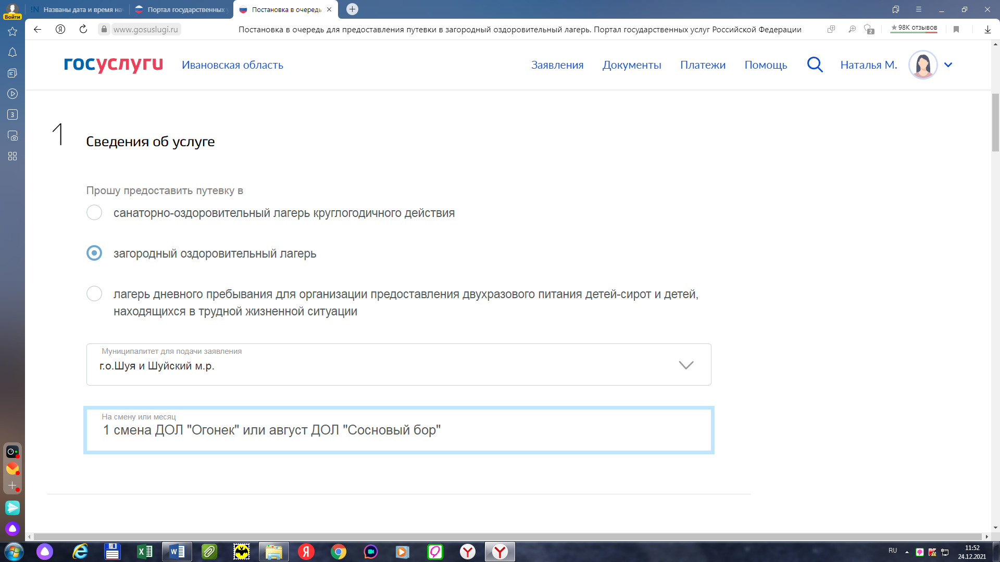 Войти
!N Названы дата и время на
Портал государственных
Постановка в очередь
www.gosuslugi.ru
Постановка в очередь для предоставления путевки в загородный оздоровительный лагерь. Портал государственных услуг Российской Федерации
2
★98K отзывов
госуслуги
Ивановская область
Заявления
Документы
Платежи
Помощь
Наталья М.
3
1
Сведения об услуге
Прошу предоставить путевку в
санаторно-оздоровительный лагерь круглогодичного действия
загородный оздоровительный лагерь
лагерь дневного пребывания для организации предоставления двухразового питания детей-сирот и детей,
находящихся в трудной жизненной ситуации
Муниципалитет для подачи заявления
г.о.Шуя и Шуйский м.р.
На смену или месяц
1 смена ДОЛ "Огонек" или август ДОЛ "Сосновый бор"
RU
11:52
24.12.2021